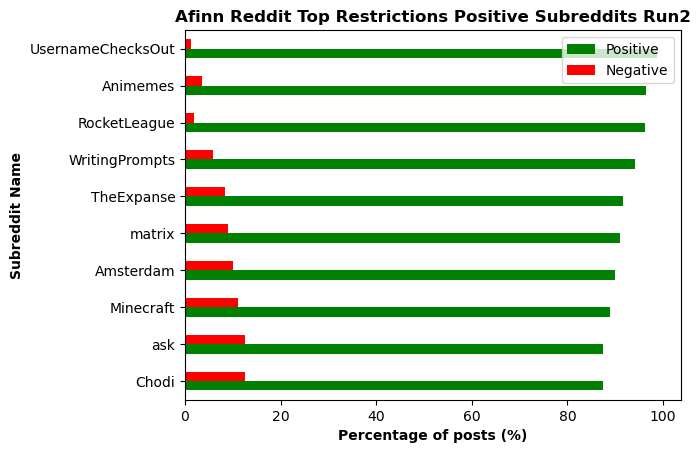 Afinn Reddit Top Restrictions Positive Subreddits Run2
Positive
Negative
UsernameChecksOut
Animemes
RocketLeague
WritingPrompts
TheExpanse
matrix
Amsterdam
Minecraft
ask
Chodi
Subreddit Name
0 20 40 60 80 100
Percentage of posts (%)